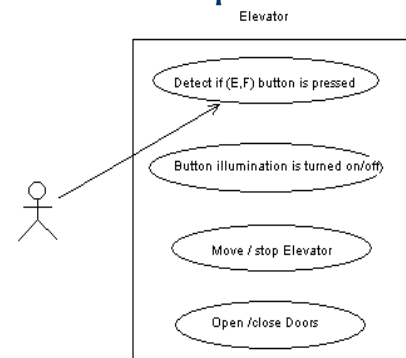 Elevator
Detect if (E,F) button is pressed
Button illumination is turned on/off)
Move / stop Elevator
Open /close Doors